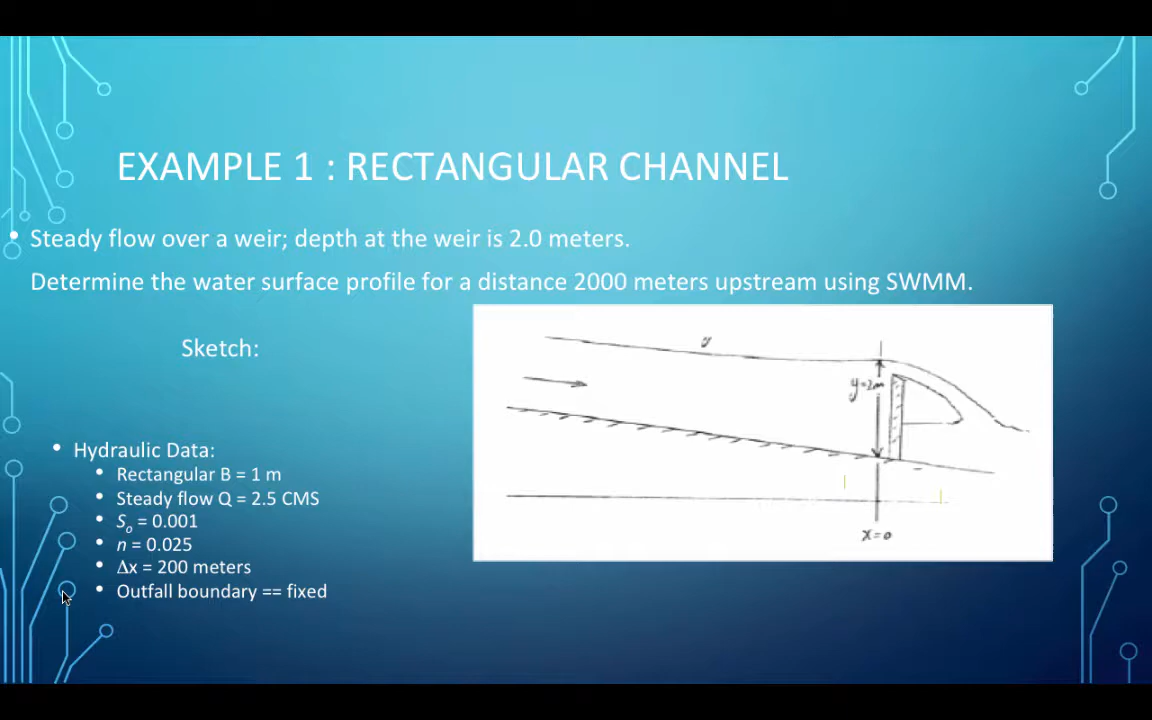 EXAMPLE 1 : RECTANGULAR CHANNEL
• Steady flow over a weir; depth at the weir is 2.0 meters.
Determine the water surface profile for a distance 2000 meters upstream using SWMM.
Sketch:
y
y=2m
x=0
• Hydraulic Data:
• Rectangular B = 1 m
• Steady flow Q = 2.5 CMS
• So = 0.001
• n = 0.025
• Δx = 200 meters
• Outfall boundary == fixed